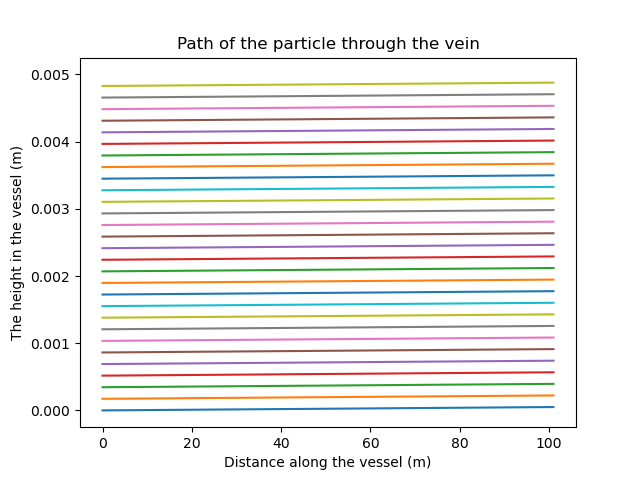 Path of the particle through the vein
0.005
0.004
0.003
0.002
0.001
0.000
The height in the vessel (m)
0 20 40 60 80 100
Distance along the vessel (m)